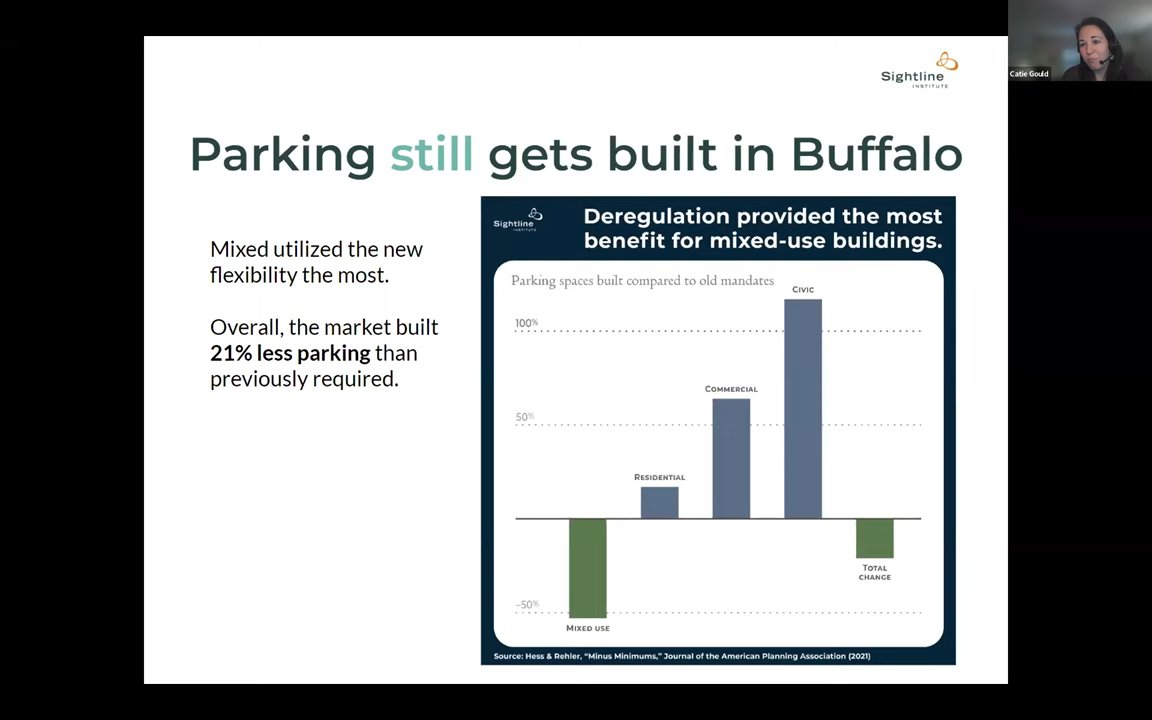 Catie Gould
Sightline
INSTITUTE
Parking still gets built in Buffalo
Mixed utilized the new
flexibility the most.
Overall, the market built
21% less parking than
previously required.
Sightline
INSTITUTE
Deregulation provided the most
benefit for mixed-use buildings.
Parking spaces built compared to old mandates
CIVIC
100%
COMMERCIAL
50%
RESIDENTIAL
TOTAL
CHANGE
-50%
MIXED USE
Source: Hess & Rehler, “Minus Minimums,” Journal of the American Planning Association (2021)